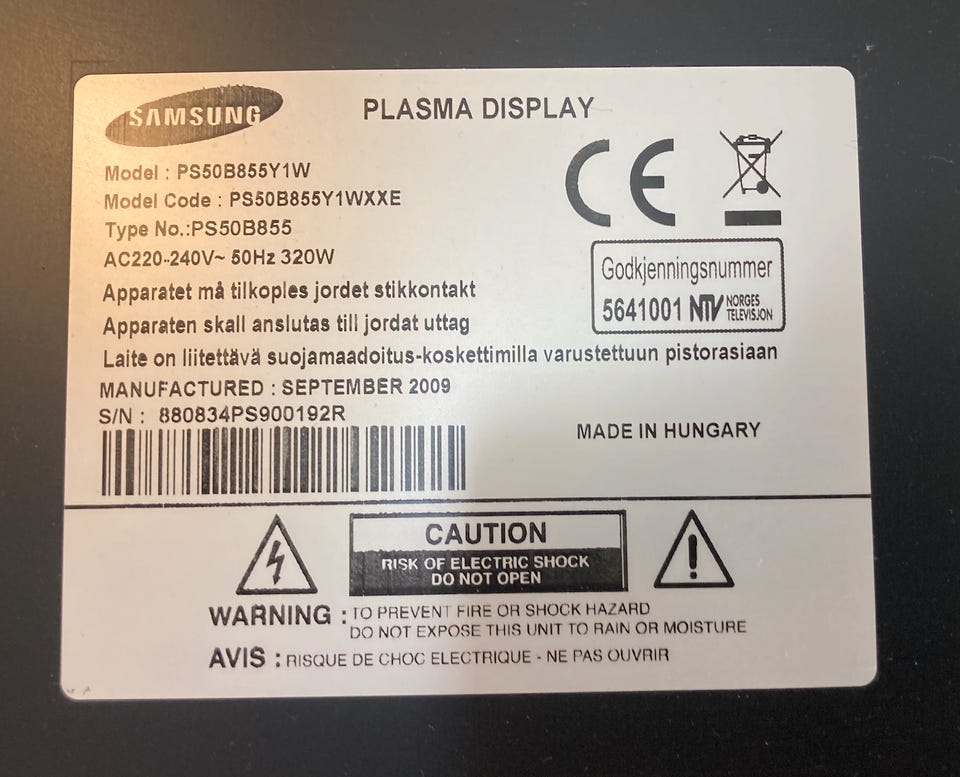 SAMSUNG
PLASMA DISPLAY
Model : PS50B855Y1W
Model Code : PS50B855Y1WXXE
Type No.:PS50B855
AC220-240V~ 50Hz 320W
Apparatet må tilkoples jordet stikkontakt
Apparaten skall anslutas till jordat uttag
Laite on liitettävä suojamaadoitus-koskettimilla varustettuun pistorasiaan
MANUFACTURED : SEPTEMBER 2009
S/N : 880834PS900192R
CE
Godkjenningsnummer
5641001 NTV NORGES
TELEVISJON
MADE IN HUNGARY
CAUTION
RISK OF ELECTRIC SHOCK
DO NOT OPEN
WARNING : TO PREVENT FIRE OR SHOCK HAZARD
DO NOT EXPOSE THIS UNIT TO RAIN OR MOISTURE
AVIS : RISQUE DE CHOC ELECTRIQUE - NE PAS OUVRIR